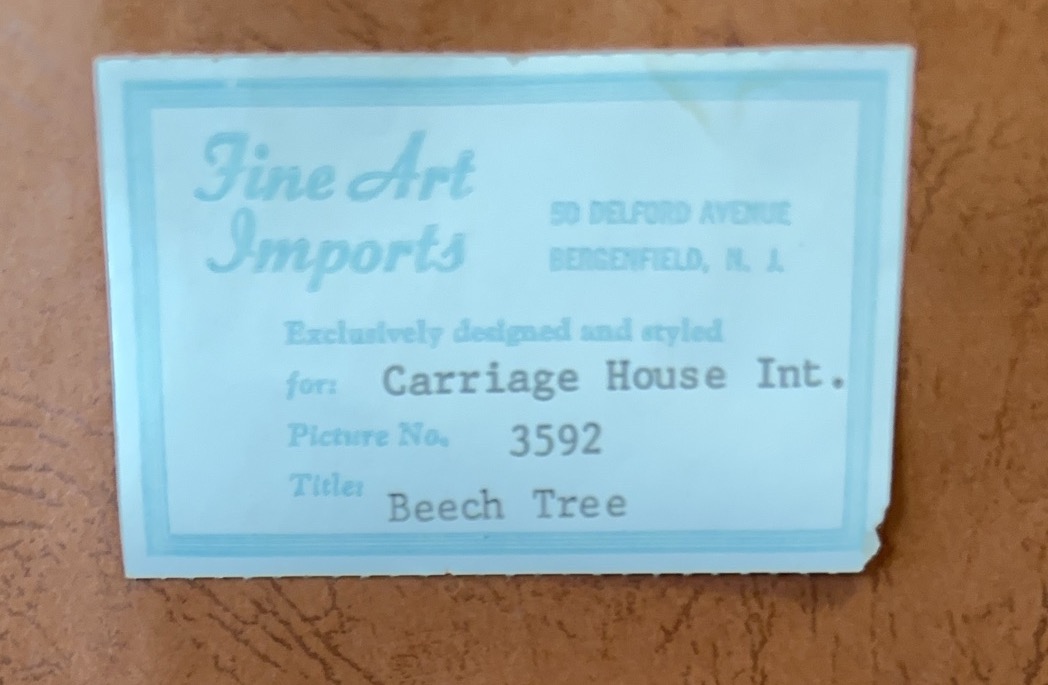 Fine Art
Imports
50 DELFORD AVENUE
BERGENFIELD, N. J.
Exclusively designed and styled
for: Carriage House Int.
Picture No. 3592
Title: Beech Tree